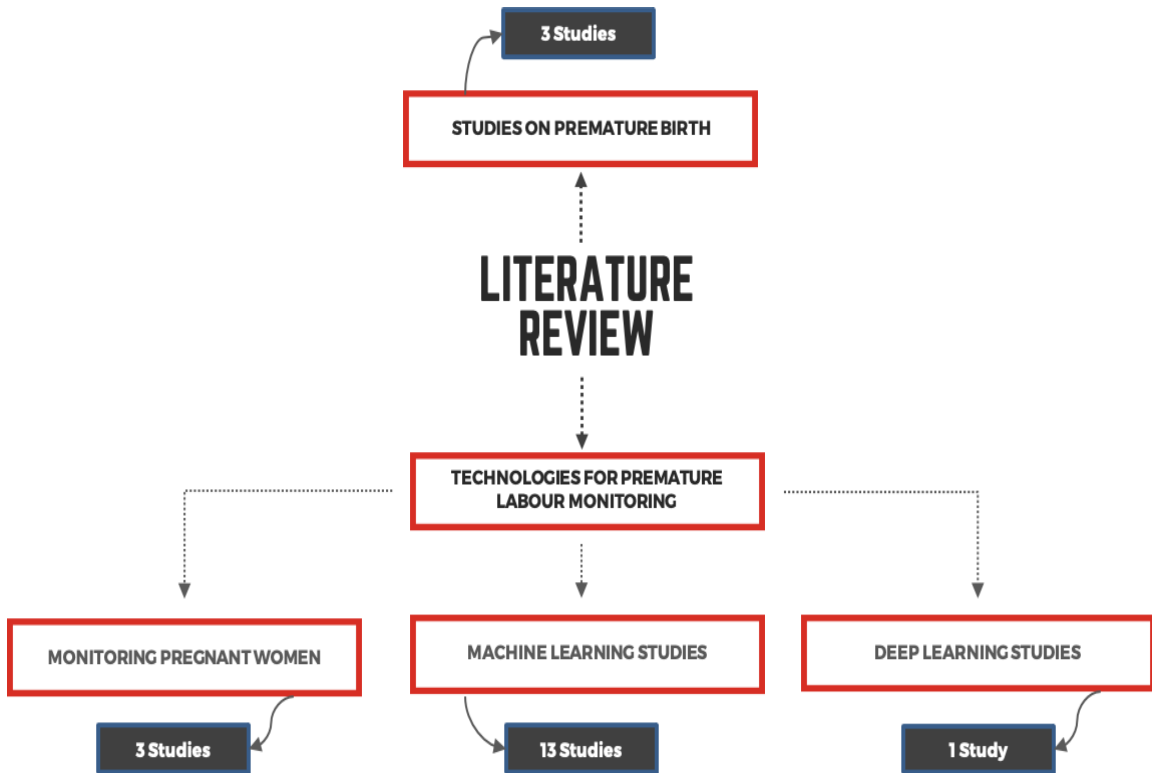 3 Studies
STUDIES ON PREMATURE BIRTH
LITERATURE
REVIEW
TECHNOLOGIES FOR PREMATURE
LABOUR MONITORING
MONITORING PREGNANT WOMEN
MACHINE LEARNING STUDIES
DEEP LEARNING STUDIES
3 Studies
13 Studies
1 Study